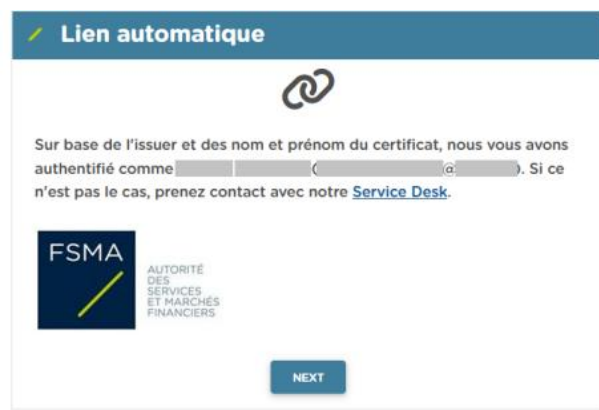 Lien automatique
Sur base de l'issuer et des nom et prénom du certificat, nous vous avons
authentifié comme ( @ ). Si ce
n'est pas le cas, prenez contact avec notre Service Desk.
FSMA
AUTORITÉ
DES
SERVICES
ET MARCHÉS
FINANCIERS
NEXT